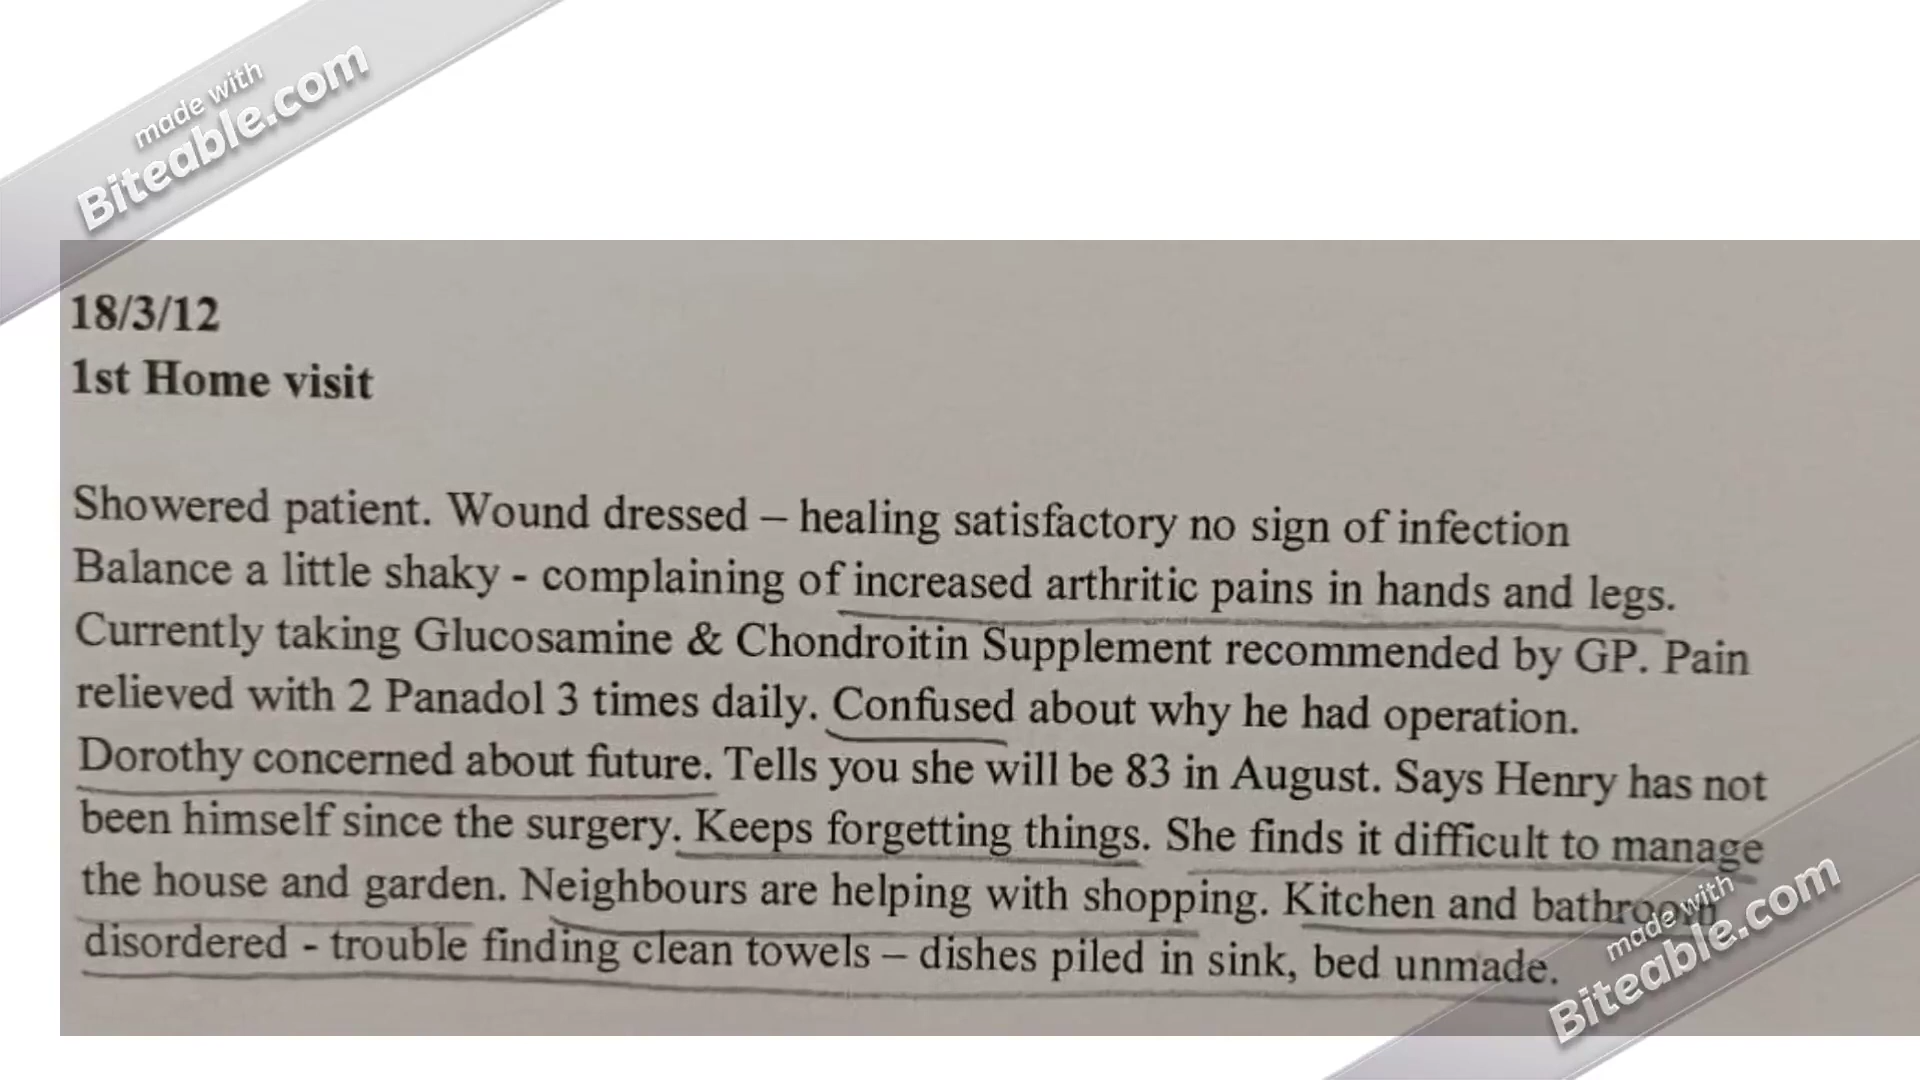 made with
Biteable.com
18/3/12
1st Home visit
Showered patient. Wound dressed – healing satisfactory no sign of infection
Balance a little shaky - complaining of increased arthritic pains in hands and legs.
Currently taking Glucosamine & Chondroitin Supplement recommended by GP. Pain
relieved with 2 Panadol 3 times daily. Confused about why he had operation.
Dorothy concerned about future. Tells you she will be 83 in August. Says Henry has not
been himself since the surgery. Keeps forgetting things. She finds it difficult to manage
the house and garden. Neighbours are helping with shopping. Kitchen and bathroom
disordered - trouble finding clean towels – dishes piled in sink, bed unmade.
made with
Biteable.com